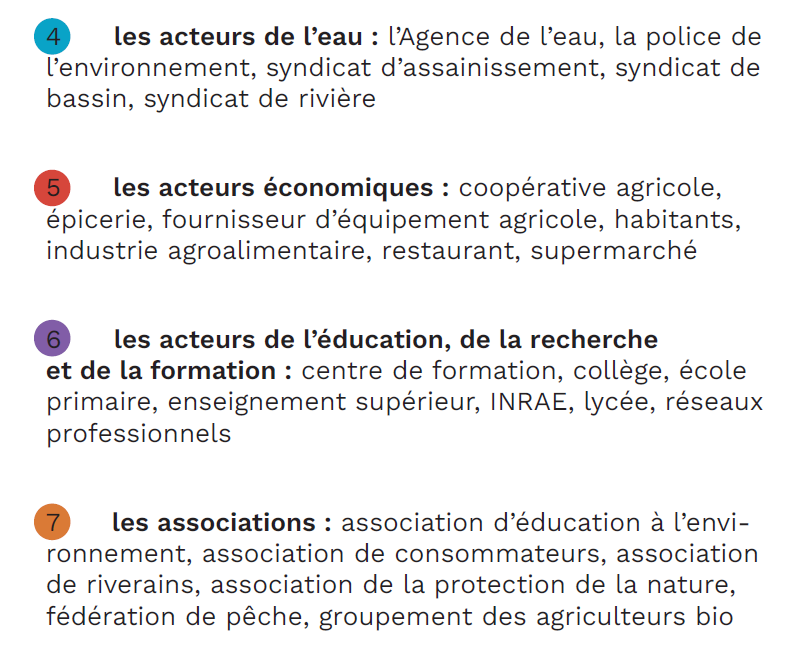 4 les acteurs de l’eau : l’Agence de l’eau, la police de
l’environnement, syndicat d’assainissement, syndicat de
bassin, syndicat de rivière
5 les acteurs économiques : coopérative agricole,
épicerie, fournisseur d’équipement agricole, habitants,
industrie agroalimentaire, restaurant, supermarché
6 les acteurs de l’éducation, de la recherche
et de la formation : centre de formation, collège, école
primaire, enseignement supérieur, INRAE, lycée, réseaux
professionnels
7 les associations : association d’éducation à l’envi-
ronnement, association de consommateurs, association
de riverains, association de la protection de la nature,
fédération de pêche, groupement des agriculteurs bio